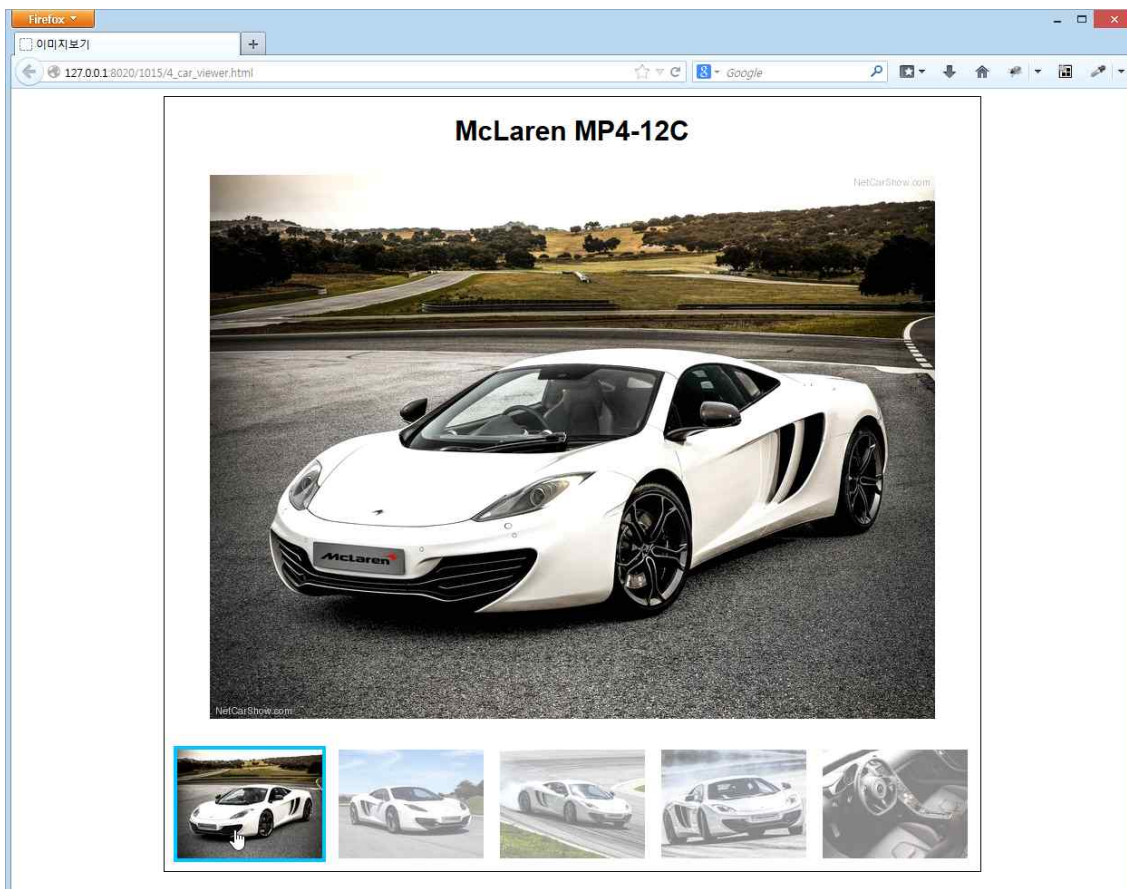 Firefox
이미지보기
127.0.0.1:8020/1015/4_car_viewer.html
Google
McLaren MP4-12C
NetCarShow.com
McLaren
NetCarShow.com